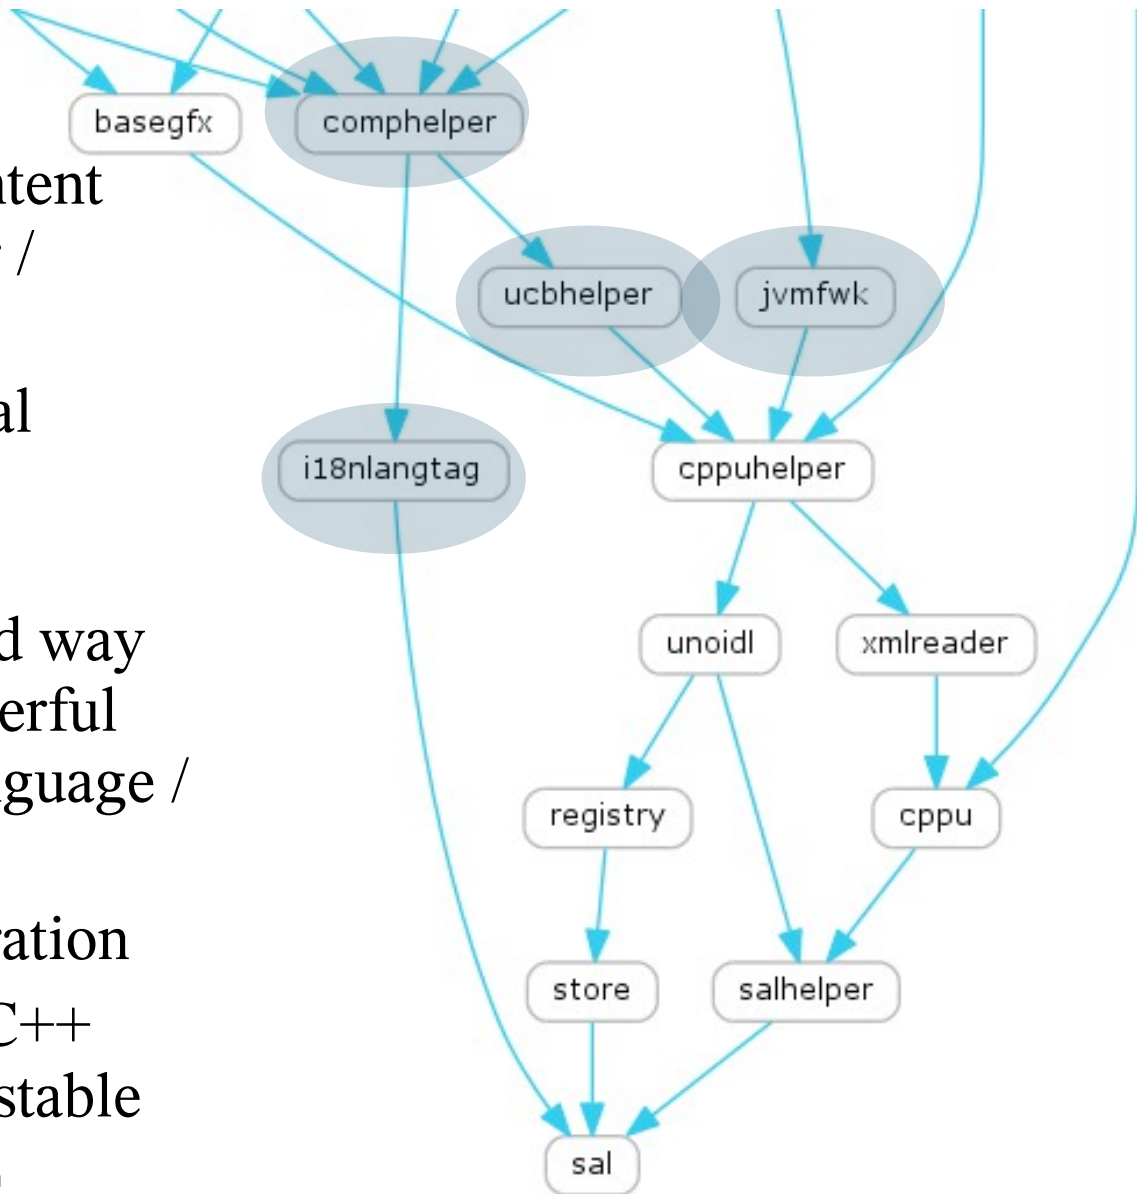 basegfx
comphelper
ucbhelper
jvmfwk
i18nlangtag
cppuhelper
unoidl
xmlreader
registry
cppu
store
salhelper
sal
ntent
/
al
d way
erful
guage /
ration
C++
stable